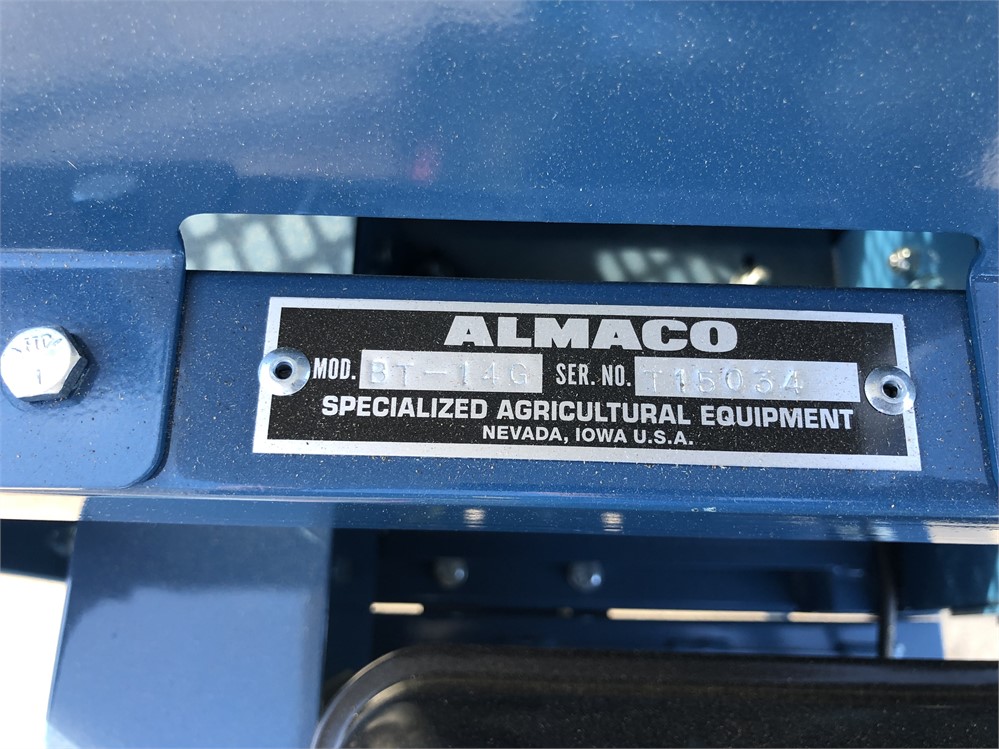 ALMACO
MOD. BT-14G SER. NO. T15034
SPECIALIZED AGRICULTURAL EQUIPMENT
NEVADA, IOWA U.S.A.